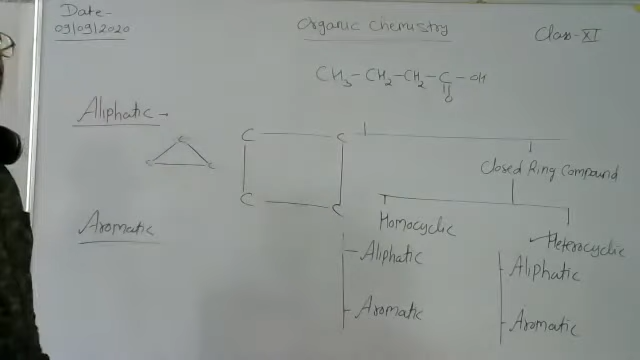 Date-
09/09/2020
Organic Chemistry
Class-XI
CH3-CH2-CH2-C-OH
O
Aliphatic-
C
C C
C C
C C
Closed Ring Compound
Aromatic
Homocyclic
Heterocyclic
Aliphatic
Aliphatic
Aromatic
Aromatic